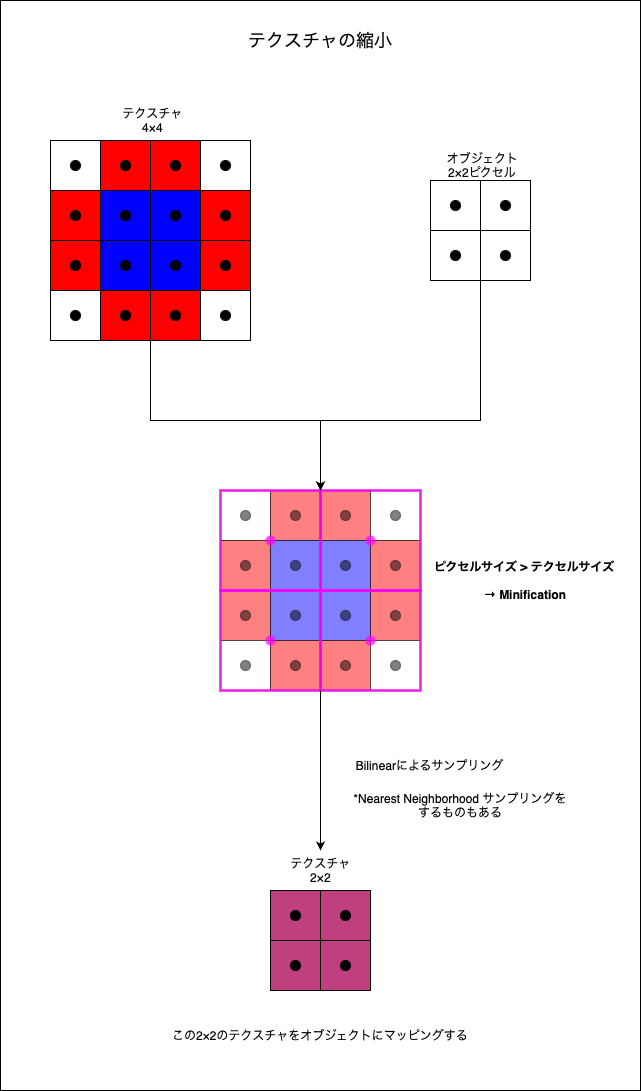 テクスチャの縮小
テクスチャ
4×4
オブジェクト
2×2ピクセル
ピクセルサイズ > テクセルサイズ
→ Minification
Bilinearによるサンプリング
*Nearest Neighborhood サンプリングを
するものもある
テクスチャ
2×2
この2×2のテクスチャをオブジェクトにマッピングする